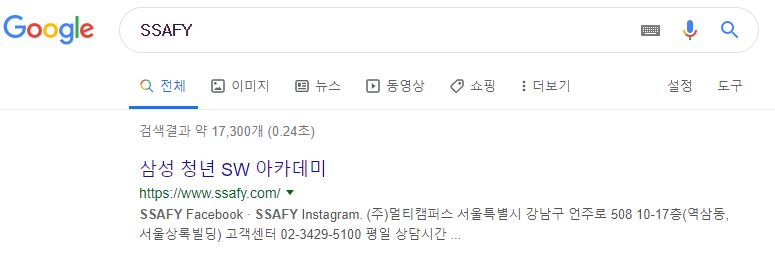 Google SSAFY
전체 이미지 뉴스 동영상 쇼핑 더보기 설정 도구
검색결과 약 17,300개 (0.24초)
삼성 청년 SW 아카데미
https://www.ssafy.com/
SSAFY Facebook · SSAFY Instagram. (주)멀티캠퍼스 서울특별시 강남구 언주로 508 10-17층(역삼동,
서울상록빌딩) 고객센터 02-3429-5100 평일 상담시간 ...